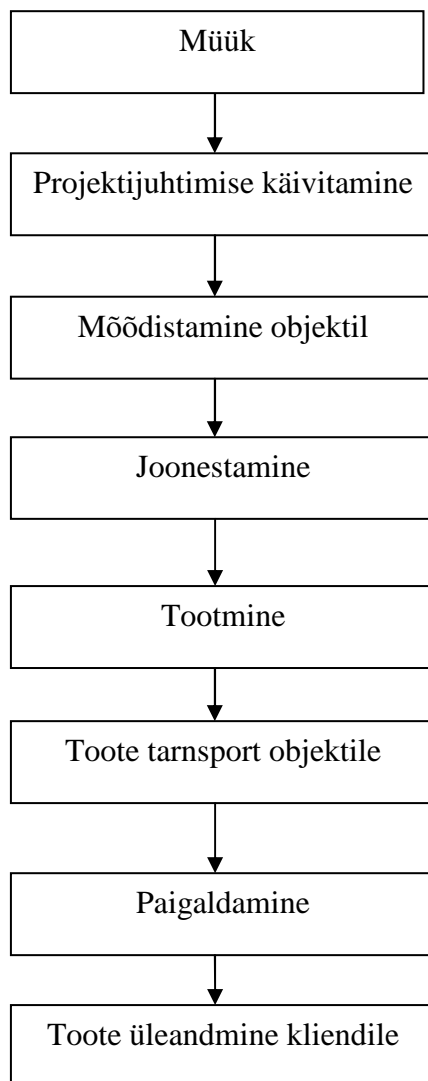 Müük
Projektijuhtimise käivitamine
Mõõdistamine objektil
Joonestamine
Tootmine
Toote tarnsport objektile
Paigaldamine
Toote üleandmine kliendile